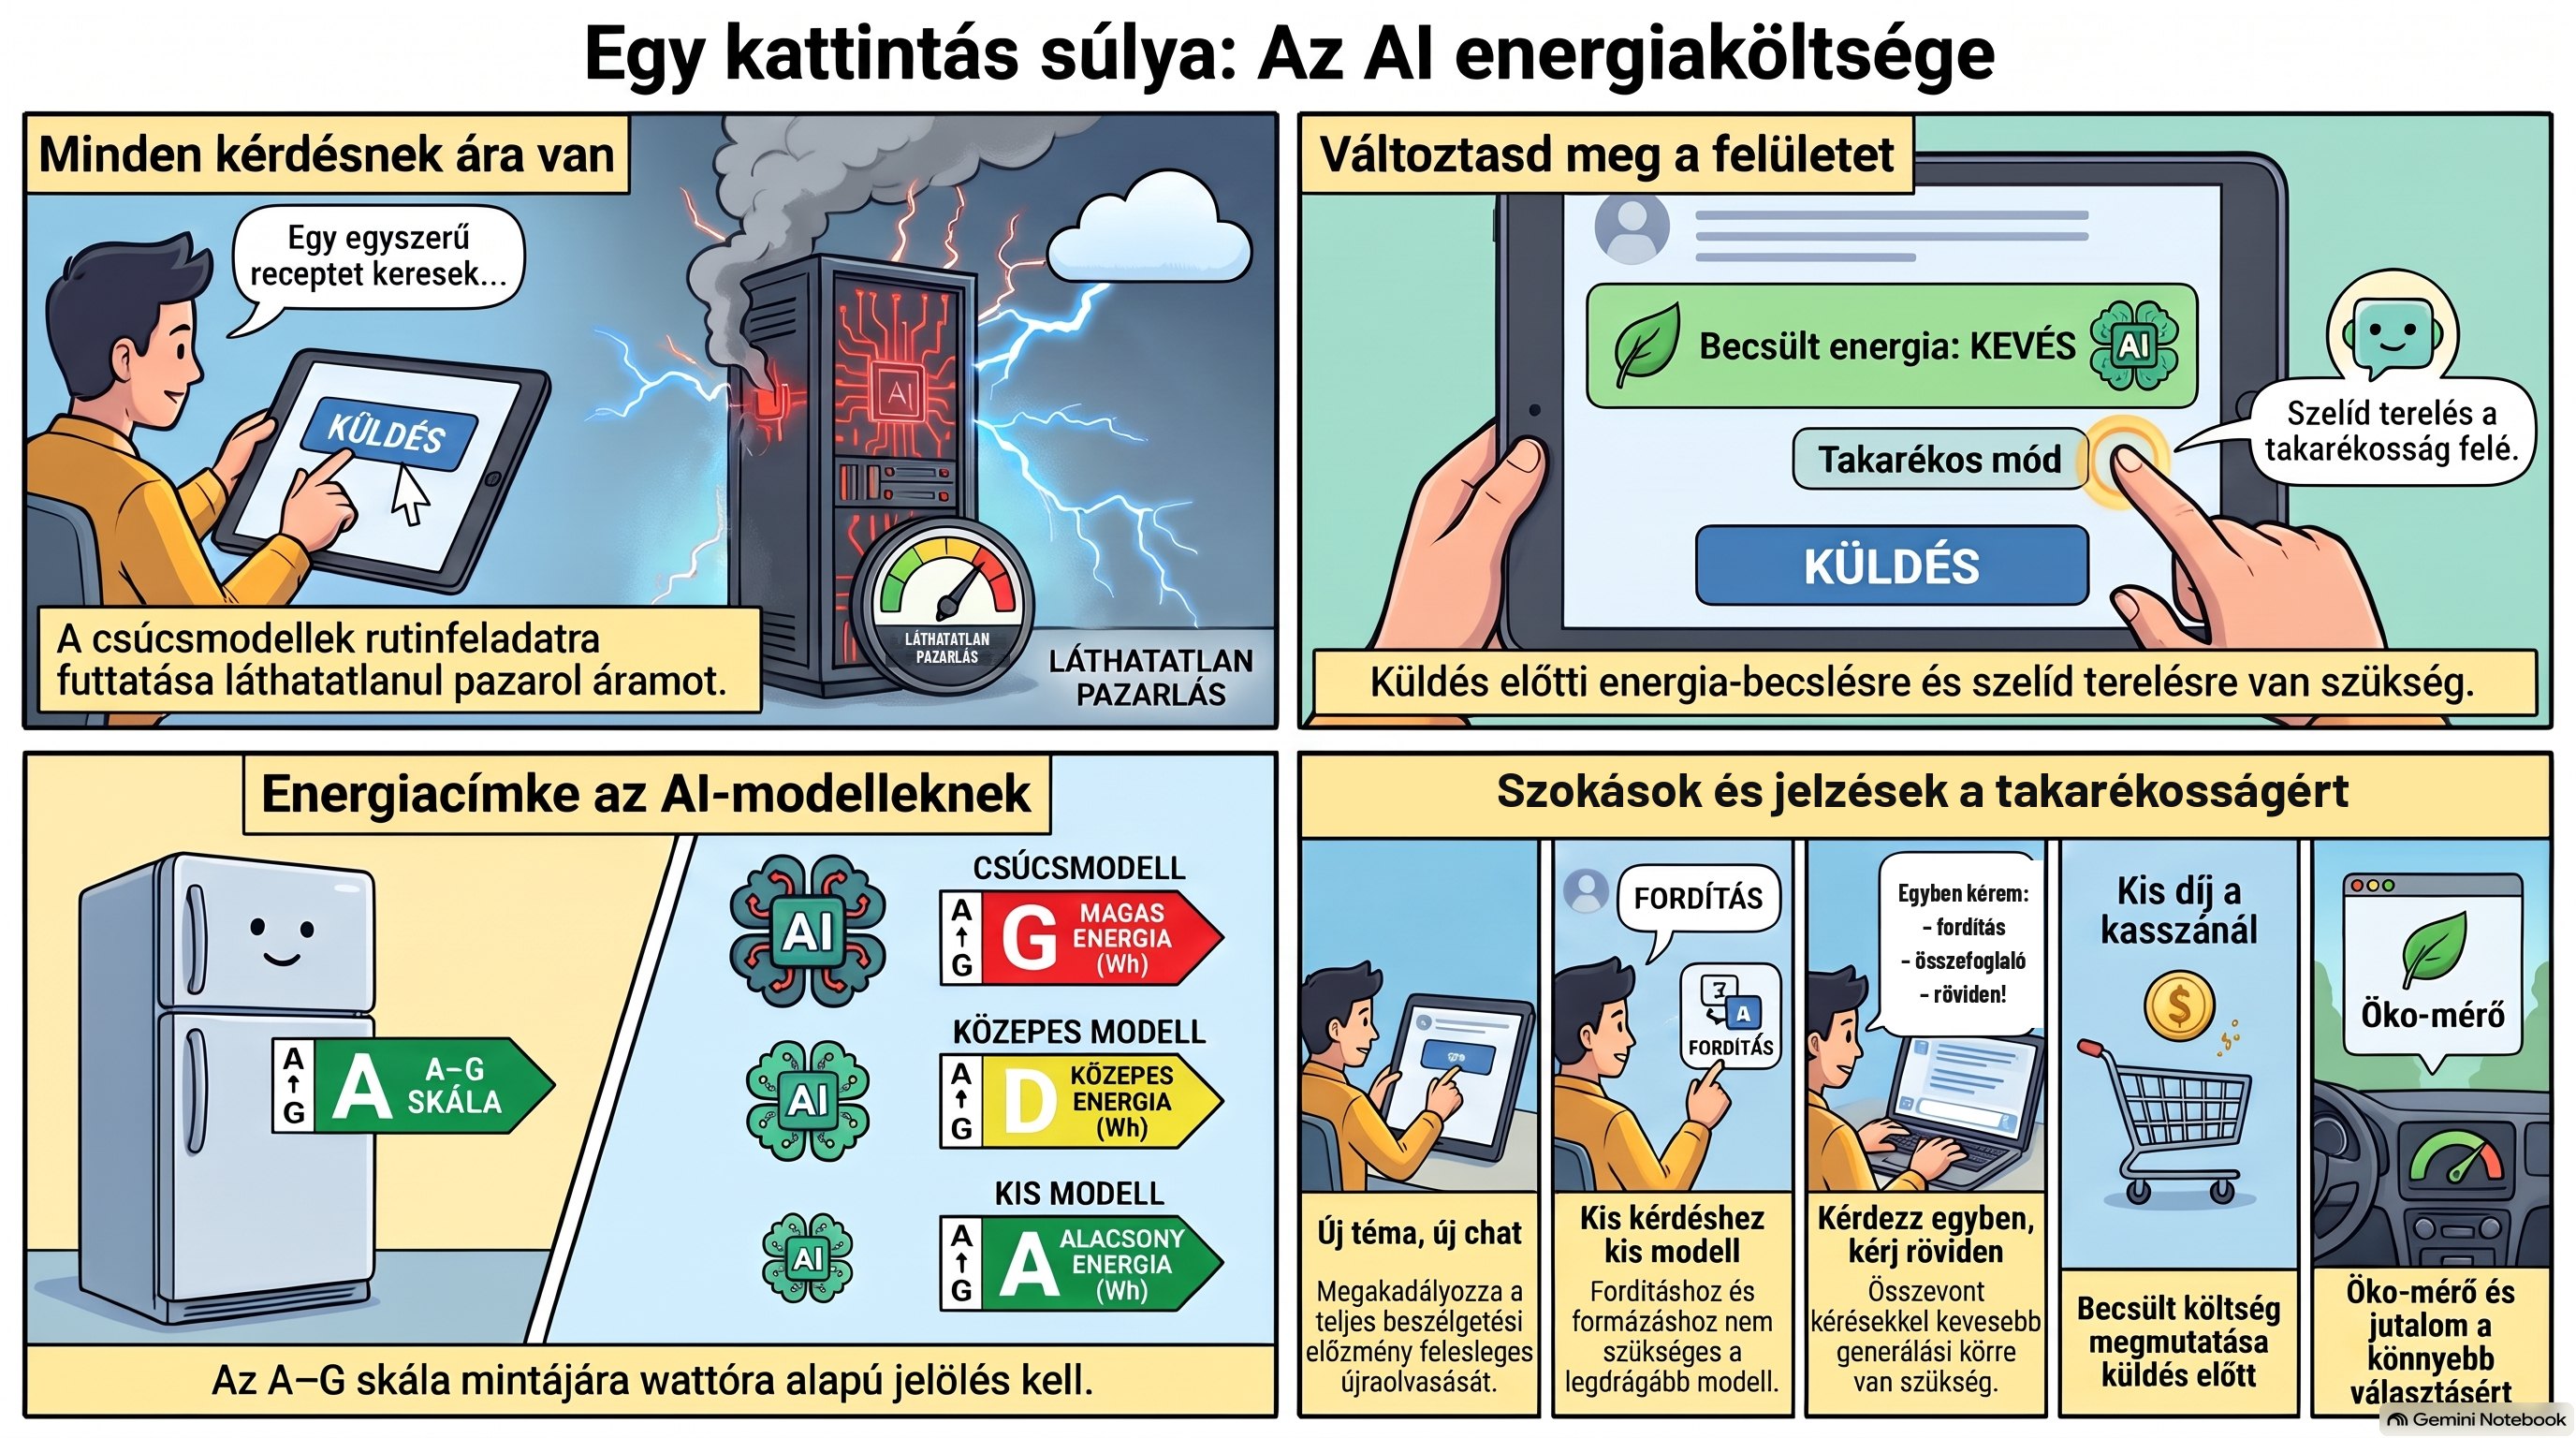 Egy kattintás súlya: Az AI energiaköltsége
Minden kérdésnek ára van
Egy egyszerű
receptet keresek...
KÜLDÉS
AI
LÁTHATATLAN
PAZARLÁS
LÁTHATATLAN
PAZARLÁS
A csúcsmodellek rutinfeladatra
futtatása láthatatlanul pazarol áramot.
Változtasd meg a felületet
Becsült energia: KEVÉS
AI
Takarékos mód
Szelíd terelés a
takarékosság felé.
KÜLDÉS
Küldés előtti energia-becslésre és szelíd terelésre van szükség.
Energiacímke az AI-modelleknek
A
G
A
A–G
SKÁLA
AI
CSÚCSMODELL
A
G
G
MAGAS
ENERGIA
(Wh)
AI
KÖZEPES MODELL
A
G
D
KÖZEPES
ENERGIA
(Wh)
AI
KIS MODELL
A
G
A
ALACSONY
ENERGIA
(Wh)
Az A–G skála mintájára wattóra alapú jelölés kell.
Szokások és jelzések a takarékosságért
Új téma, új chat
Megakadályozza a
teljes beszélgetési
előzmény felesleges
újraolvasását.
FORDÍTÁS
A
FORDÍTÁS
Kis kérdéshez
kis modell
Fordításhoz és
formázáshoz nem
szükséges a
legdrágább modell.
Egyben kérem:
- fordítás
- összefoglaló
- röviden!
Kérdezz egyben,
kérj röviden
Összevont
kérésekkel kevesebb
generálási körre
van szükség.
Kis díj a
kasszánál
$
Becsült költség
megmutatása
küldés előtt
Öko-mérő
Öko-mérő és
jutalom a
könnyebb
választásért
Gemini Notebook